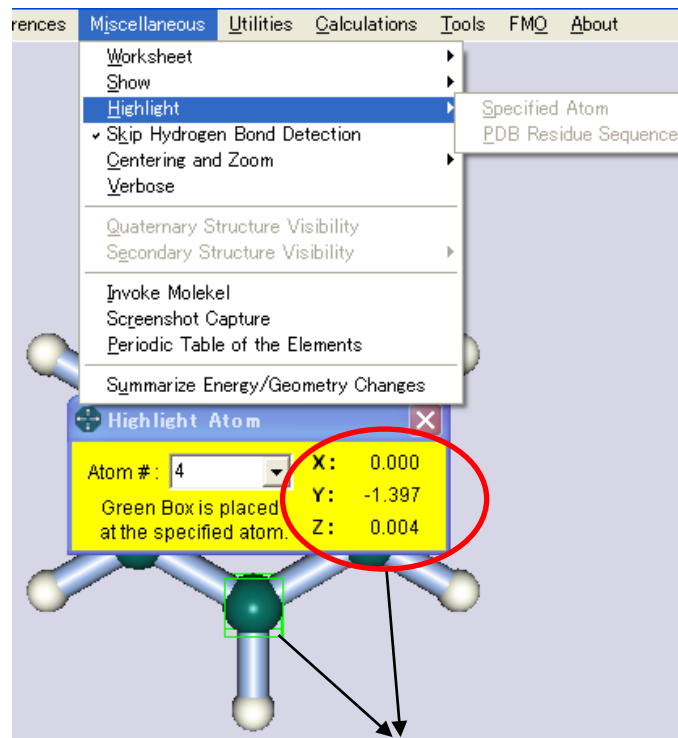 rences Miscellaneous Utilities Calculations Tools FMO About
Worksheet
Show
Highlight
Specified Atom
Skip Hydrogen Bond Detection
PDB Residue Sequence
Centering and Zoom
Verbose
Quaternary Structure Visibility
Secondary Structure Visibility
Invoke Molekel
Screenshot Capture
Periodic Table of the Elements
Summarize Energy/Geometry Changes
Highlight Atom
Atom # : 4
Green Box is placed
at the specified atom.
X : 0.000
Y : -1.397
Z : 0.004